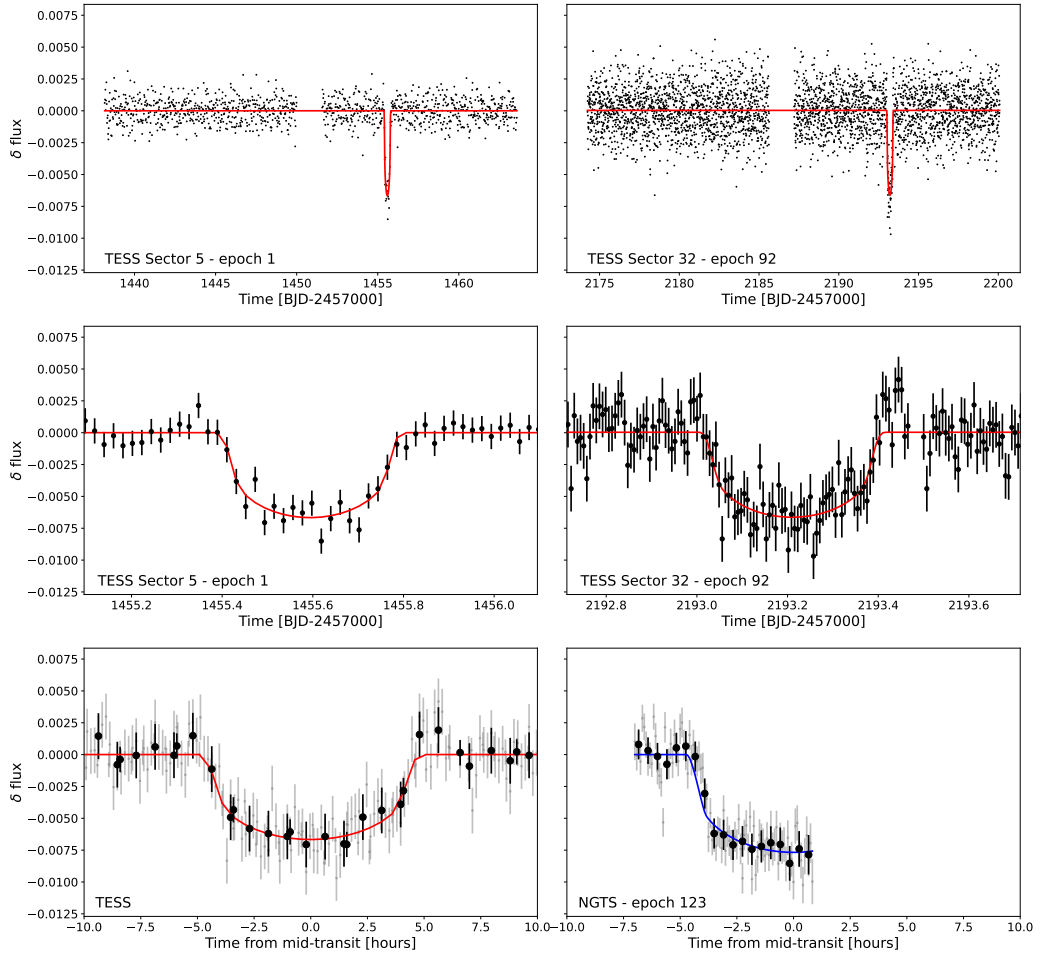 0.0075
0.0050
0.0025
0.0000
−0.0025
−0.0050
−0.0075
−0.0100
−0.0125
δ flux
TESS Sector 5 - epoch 1
1440 1445 1450 1455 1460
Time [BJD-2457000]
TESS Sector 32 - epoch 92
2175 2180 2185 2190 2195 2200
Time [BJD-2457000]
0.0075
0.0050
0.0025
0.0000
−0.0025
−0.0050
−0.0075
−0.0100
−0.0125
δ flux
TESS Sector 5 - epoch 1
1455.2 1455.4 1455.6 1455.8 1456.0
Time [BJD-2457000]
TESS Sector 32 - epoch 92
2192.8 2193.0 2193.2 2193.4 2193.6
Time [BJD-2457000]
0.0075
0.0050
0.0025
0.0000
−0.0025
−0.0050
−0.0075
−0.0100
−0.0125
δ flux
TESS
−10.0 −7.5 −5.0 −2.5 0.0 2.5 5.0 7.5 10.0
Time from mid-transit [hours]
NGTS - epoch 123
−10.0 −7.5 −5.0 −2.5 0.0 2.5 5.0 7.5 10.0
Time from mid-transit [hours]